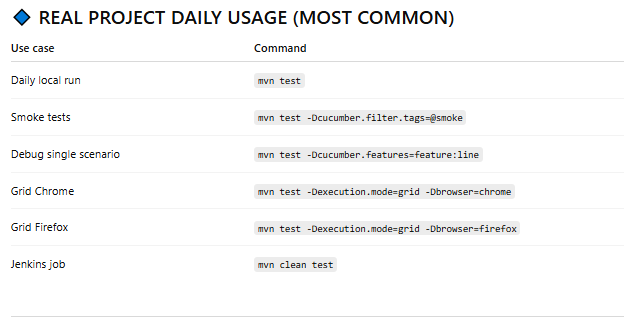 REAL PROJECT DAILY USAGE (MOST COMMON)
Use case Command
Daily local run mvn test
Smoke tests mvn test -Dcucumber.filter.tags=@smoke
Debug single scenario mvn test -Dcucumber.features=feature:line
Grid Chrome mvn test -Dexecution.mode=grid -Dbrowser=chrome
Grid Firefox mvn test -Dexecution.mode=grid -Dbrowser=firefox
Jenkins job mvn clean test